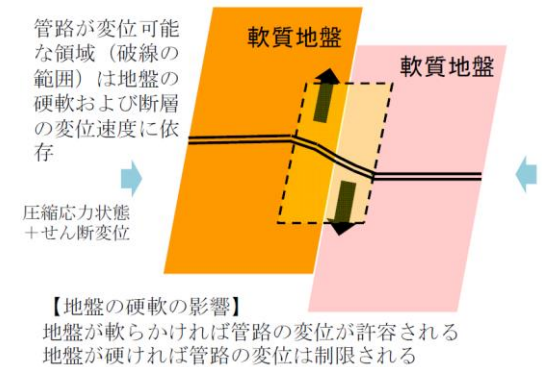 管路が変位可能
な領域（破線の
範囲）は地盤の
硬軟および断層
の変位速度に依
存
軟質地盤
軟質地盤
圧縮応力状態
＋せん断変位
【地盤の硬軟の影響】
地盤が軟らかければ管路の変位が許容される
地盤が硬ければ管路の変位は制限される